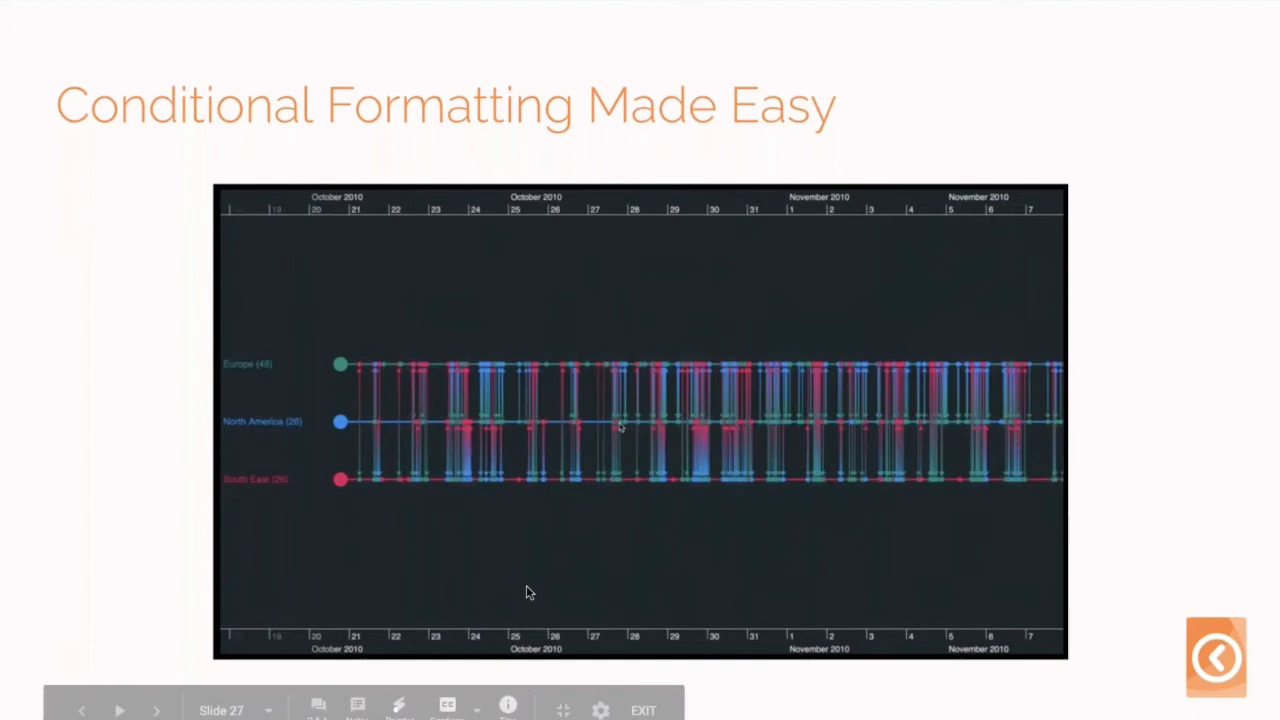 Conditional Formatting Made Easy
October 2010 October 2010 November 2010 November 2010
19 20 21 22 23 24 25 26 27 28 29 30 31 1 2 3 4 5 6 7
Europe (48)
North America (26)
South East (26)
19 20 21 22 23 24 25 26 27 28 29 30 31 1 2 3 4 5 6 7
October 2010 October 2010 November 2010 November 2010
Slide 27 CC EXIT